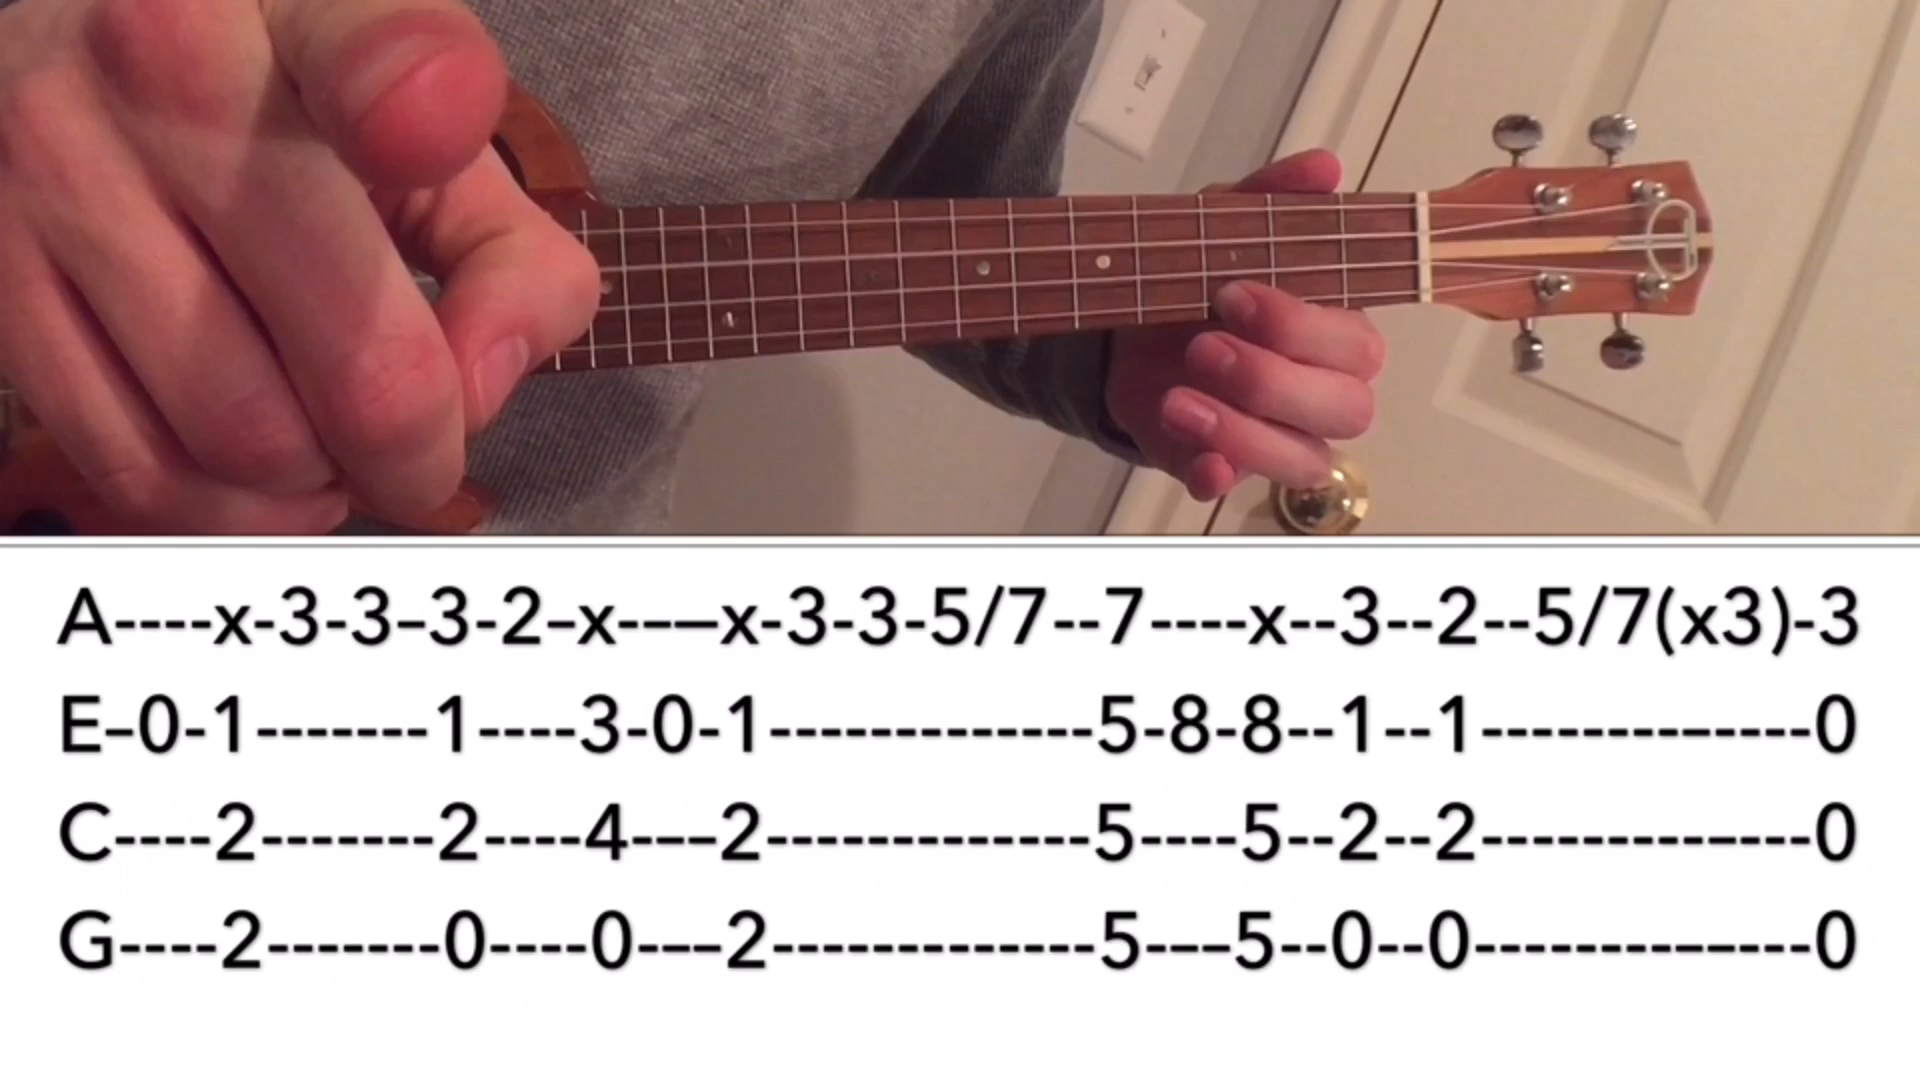 A----x-3-3–3-2–x-–—x-3-3-5/7--7----x--3--2--5/7(x3)-3
E–0-1-------1----3-0-1-------------5-8-8--1--1-------------0
C----2-------2----4--–2-------------5----5--2--2-------------0
G----2-------0----0-–-2-------------5-–-5--0--0-------------0